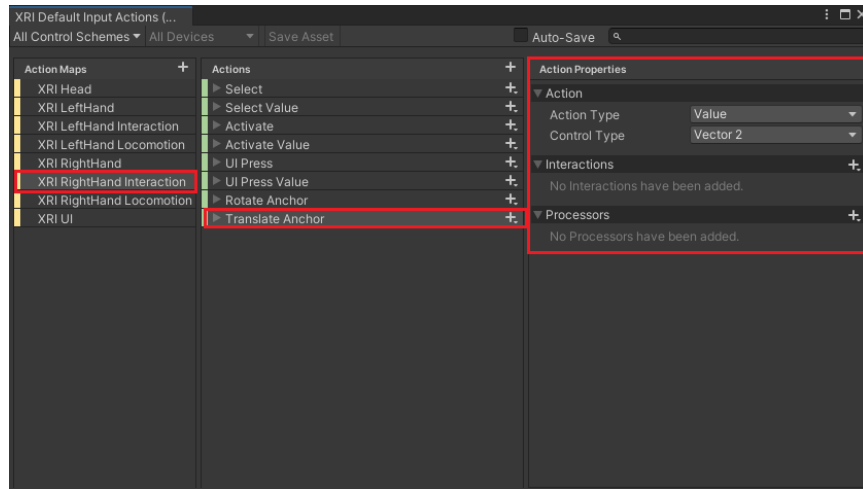 XRI Default Input Actions (...
All Control Schemes All Devices Save Asset Auto-Save
Action Maps
XRI Head
XRI LeftHand
XRI LeftHand Interaction
XRI LeftHand Locomotion
XRI RightHand
XRI RightHand Interaction
XRI RightHand Locomotion
XRI UI
Actions
Select
Select Value
Activate
Activate Value
UI Press
UI Press Value
Rotate Anchor
Translate Anchor
Action Properties
Action
Action Type Value
Control Type Vector 2
Interactions
No Interactions have been added.
Processors
No Processors have been added.